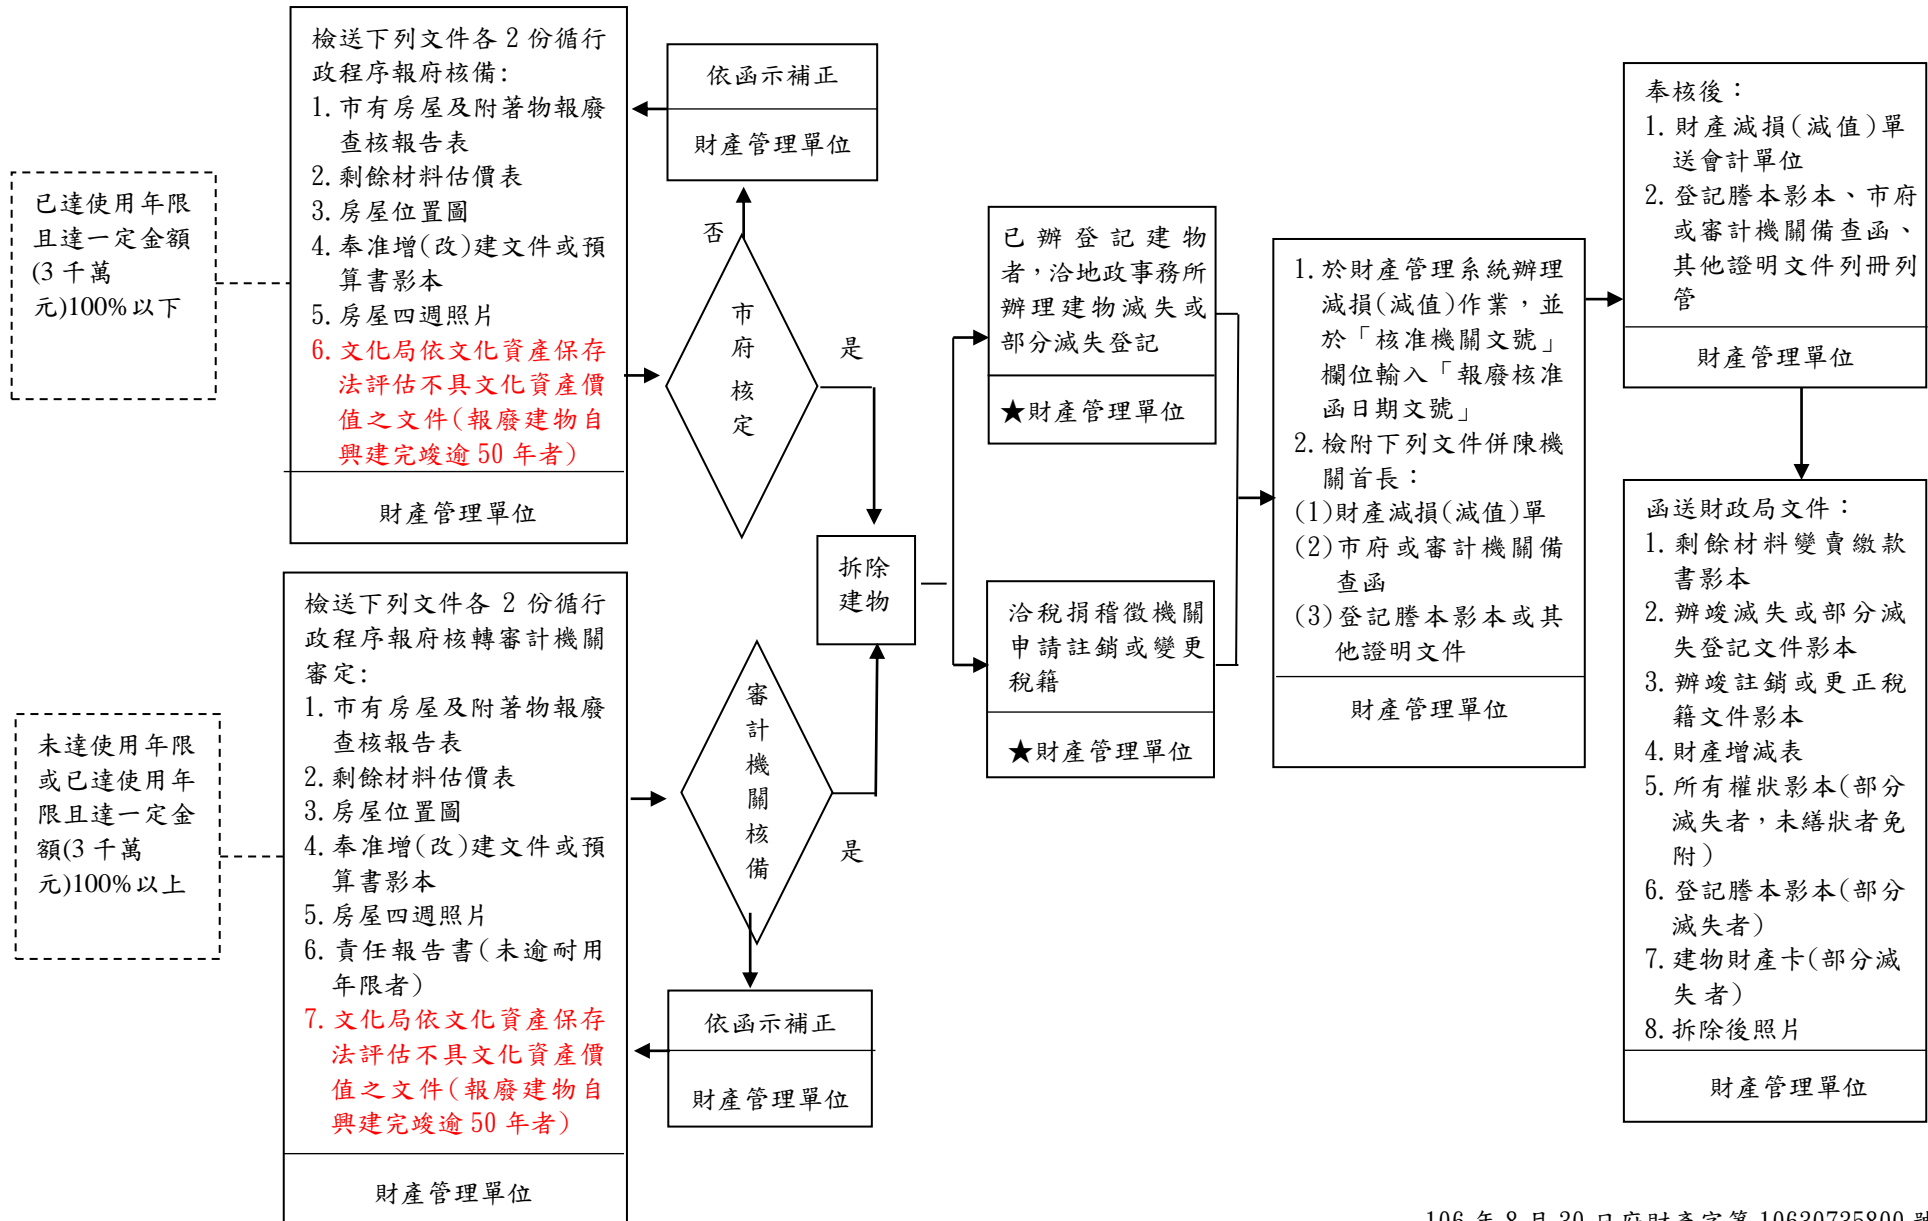 已達使用年限
且達一定金額
(3 千萬
元)100%以下
檢送下列文件各 2 份循行
政程序報府核備:
1. 市有房屋及附著物報廢
查核報告表
2. 剩餘材料估價表
3. 房屋位置圖
4. 奉准增(改)建文件或預
算書影本
5. 房屋四週照片
6. 文化局依文化資產保存
法評估不具文化資產價
值之文件(報廢建物自
興建完竣逾 50 年者)
財產管理單位
依函示補正
財產管理單位
否
市
府
核
定
是
未達使用年限
或已達使用年
限且達一定金
額(3 千萬
元)100%以上
檢送下列文件各 2 份循行
政程序報府核轉審計機關
審定:
1. 市有房屋及附著物報廢
查核報告表
2. 剩餘材料估價表
3. 房屋位置圖
4. 奉准增(改)建文件或預
算書影本
5. 房屋四週照片
6. 責任報告書(未逾耐用
年限者)
7. 文化局依文化資產保存
法評估不具文化資產價
值之文件(報廢建物自
興建完竣逾 50 年者)
財產管理單位
審
計
機
關
核
備
是
依函示補正
財產管理單位
拆除
建物
已辦登記建物
者，洽地政事務所
辦理建物滅失或
部分滅失登記
★財產管理單位
洽稅捐稽徵機關
申請註銷或變更
稅籍
★財產管理單位
1. 於財產管理系統辦理
減損(減值)作業，並
於「核准機關文號」
欄位輸入「報廢核准
函日期文號」
2. 檢附下列文件併陳機
關首長：
(1)財產減損(減值)單
(2)市府或審計機關備
查函
(3)登記謄本影本或其
他證明文件
財產管理單位
奉核後：
1. 財產減損(減值)單
送會計單位
2. 登記謄本影本、市府
或審計機關備查函、
其他證明文件列冊列
管
財產管理單位
函送財政局文件：
1. 剩餘材料變賣繳款
書影本
2. 辦竣滅失或部分滅
失登記文件影本
3. 辦竣註銷或更正稅
籍文件影本
4. 財產增減表
5. 所有權狀影本(部分
滅失者，未繕狀者免
附)
6. 登記謄本影本(部分
滅失者)
7. 建物財產卡(部分滅
失 者)
8. 拆除後照片
財產管理單位
106 年 8 月 30 日府財產字第 10630735800 號